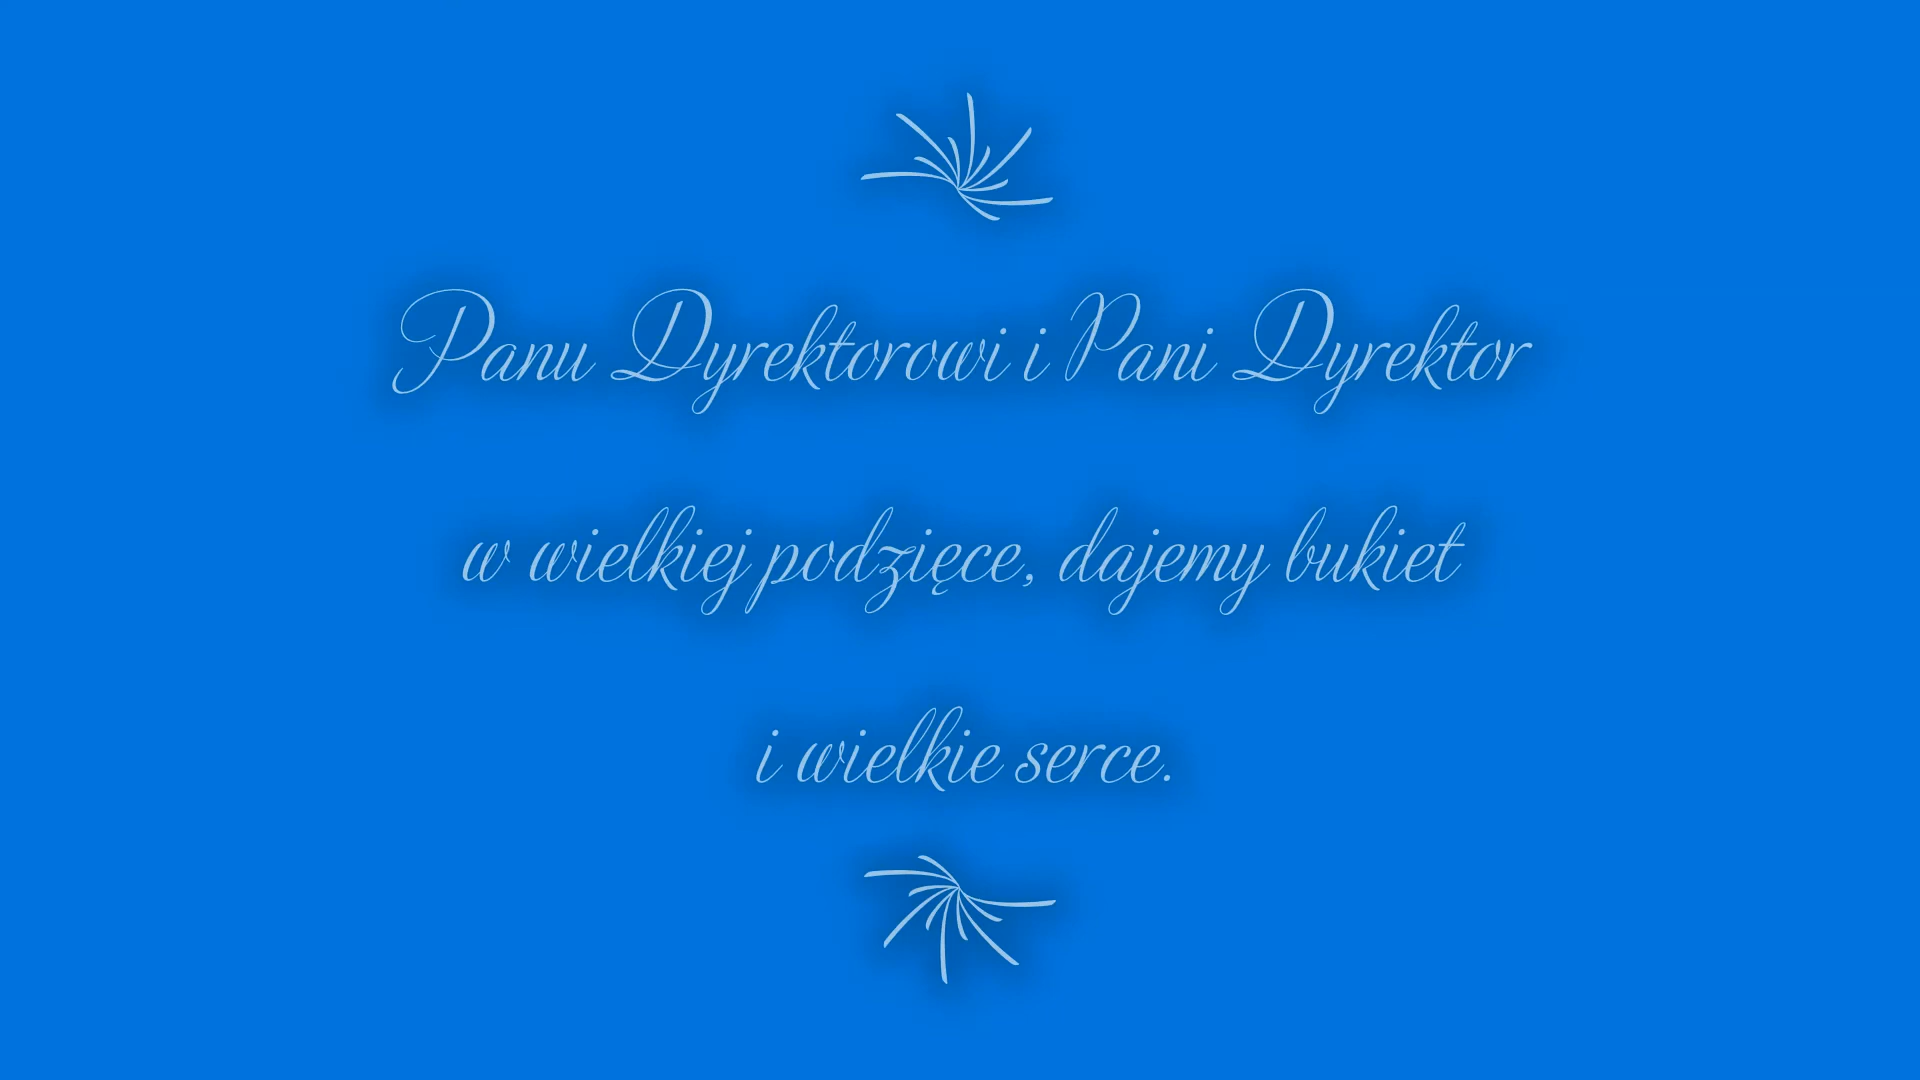 Panu Dyrektorowi i Pani Dyrektor
w wielkiej podzięce, dajemy bukiet
i wielkie serce.